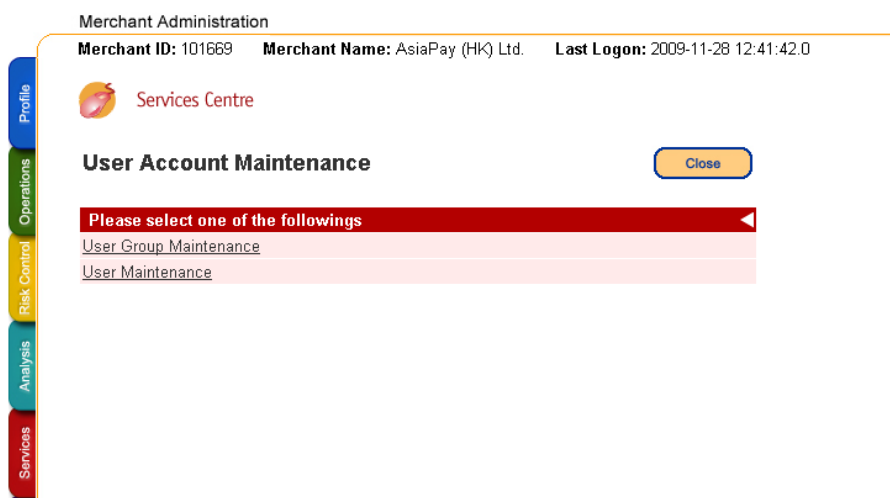 Merchant Administration
Merchant ID: 101669 Merchant Name: AsiaPay (HK) Ltd. Last Logon: 2009-11-28 12:41:42.0
Profile
Services Centre
User Account Maintenance
Close
Operations
Please select one of the followings
User Group Maintenance
User Maintenance
Risk Control
Analysis
Services